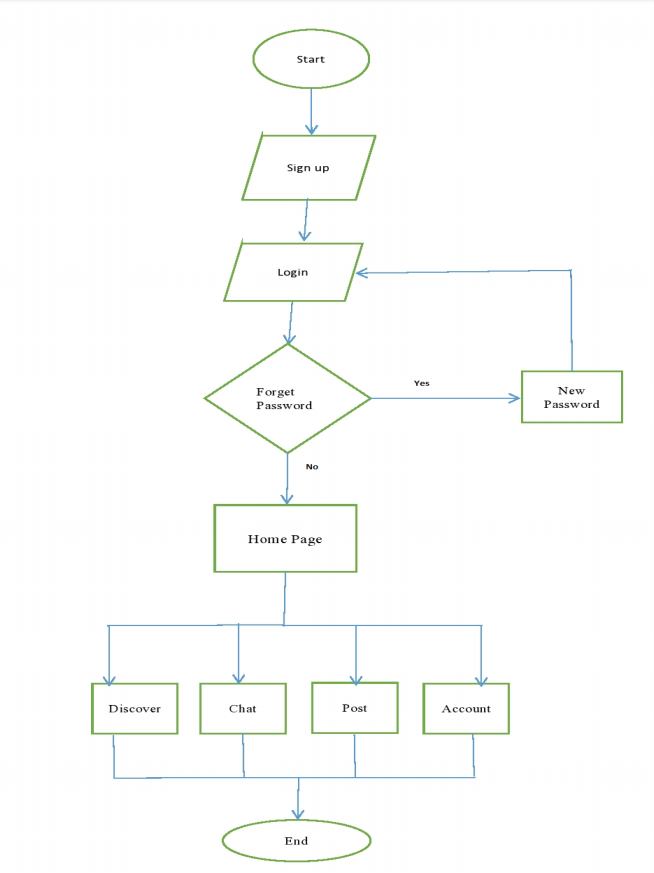 Start
Sign up
Login
Forget
Password
Yes
New
Password
No
Home Page
Discover
Chat
Post
Account
End